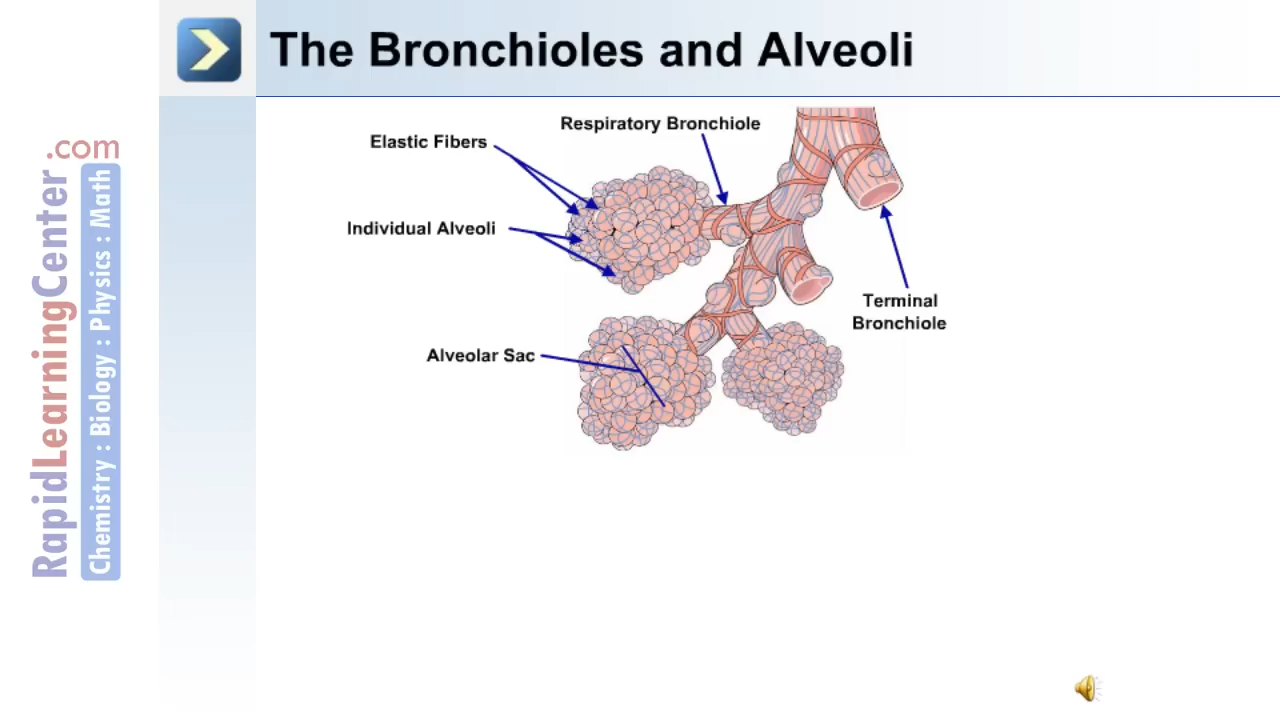 The Bronchioles and Alveoli
Respiratory Bronchiole
Elastic Fibers
Individual Alveoli
Terminal
Bronchiole
Alveolar Sac
RapidLearningCenter
.com
Chemistry : Biology : Physics : Math